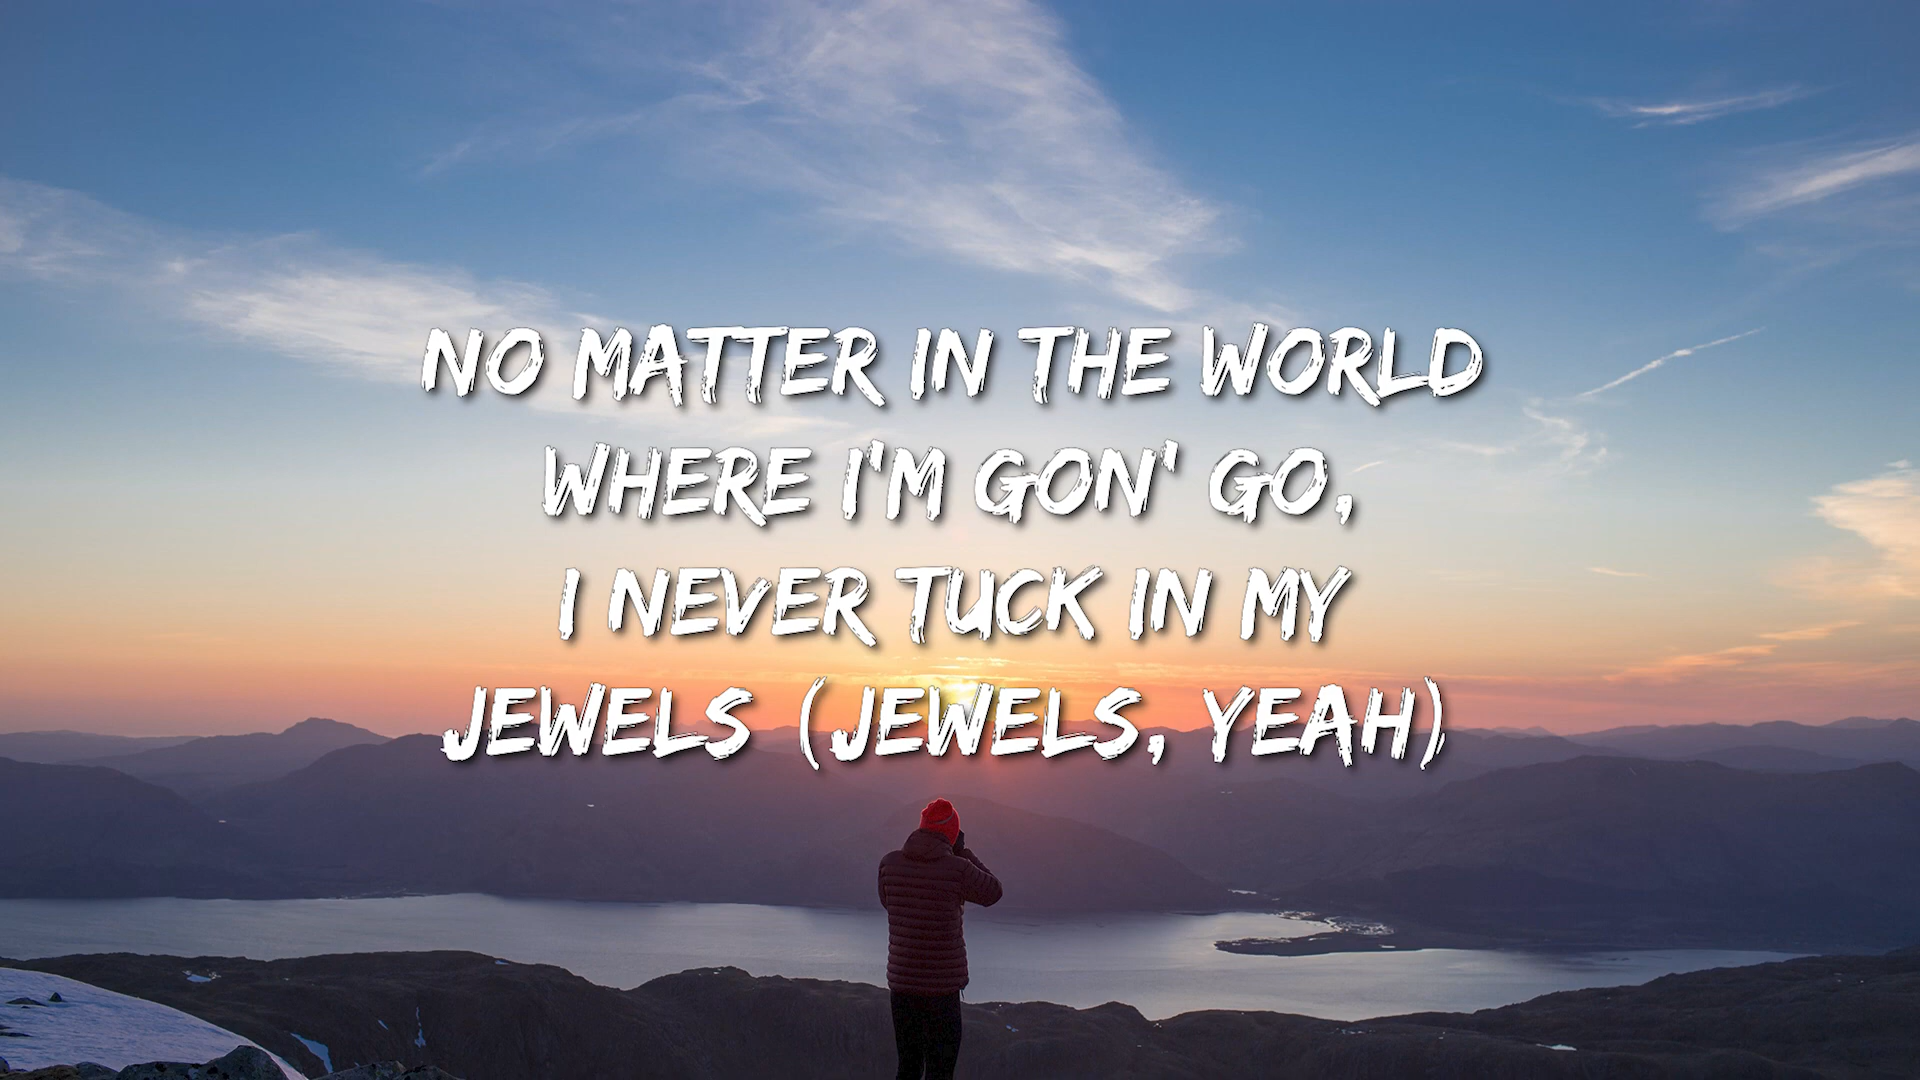 NO MATTER IN THE WORLD
WHERE I'M GON' GO,
I NEVER TUCK IN MY
JEWELS (JEWELS, YEAH)